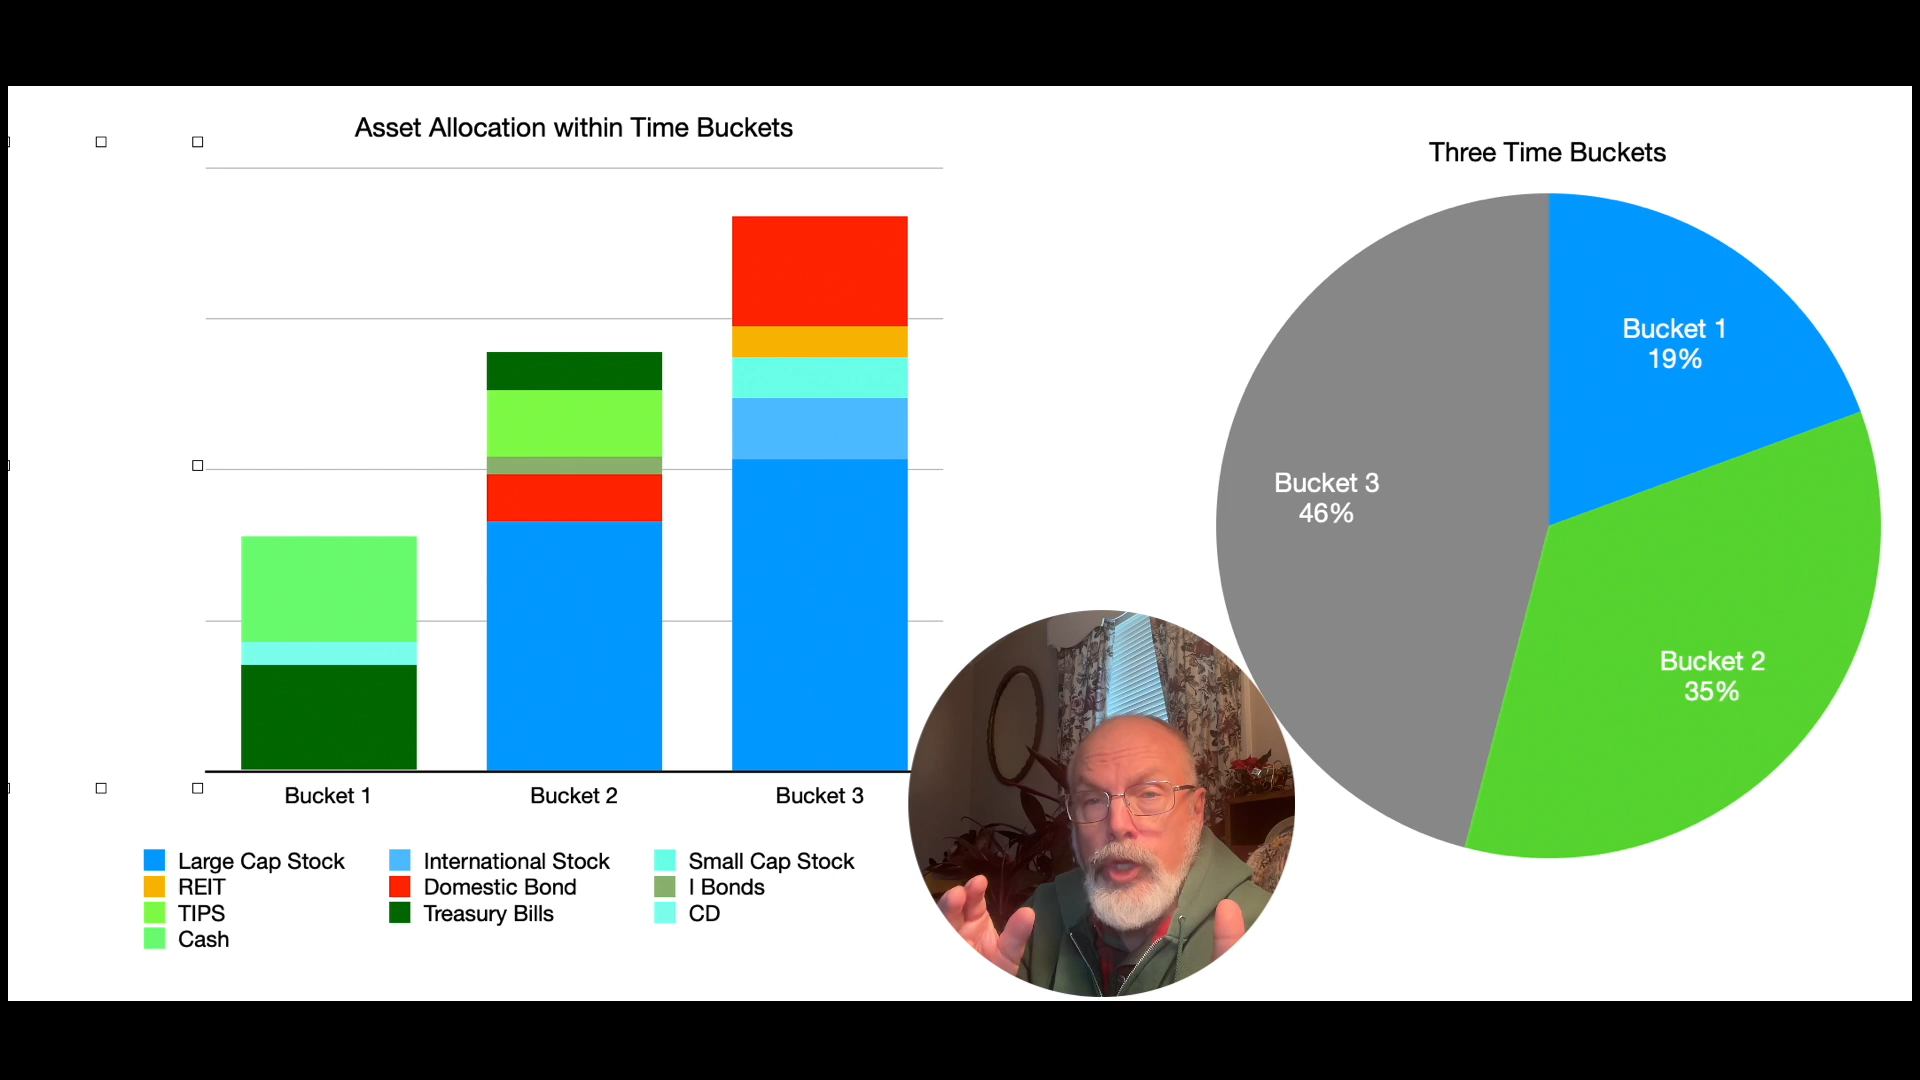 Asset Allocation within Time Buckets
Bucket 1
Bucket 2
Bucket 3
Large Cap Stock
International Stock
Small Cap Stock
REIT
Domestic Bond
I Bonds
TIPS
Treasury Bills
CD
Cash
Three Time Buckets
Bucket 1
19%
Bucket 3
46%
Bucket 2
35%